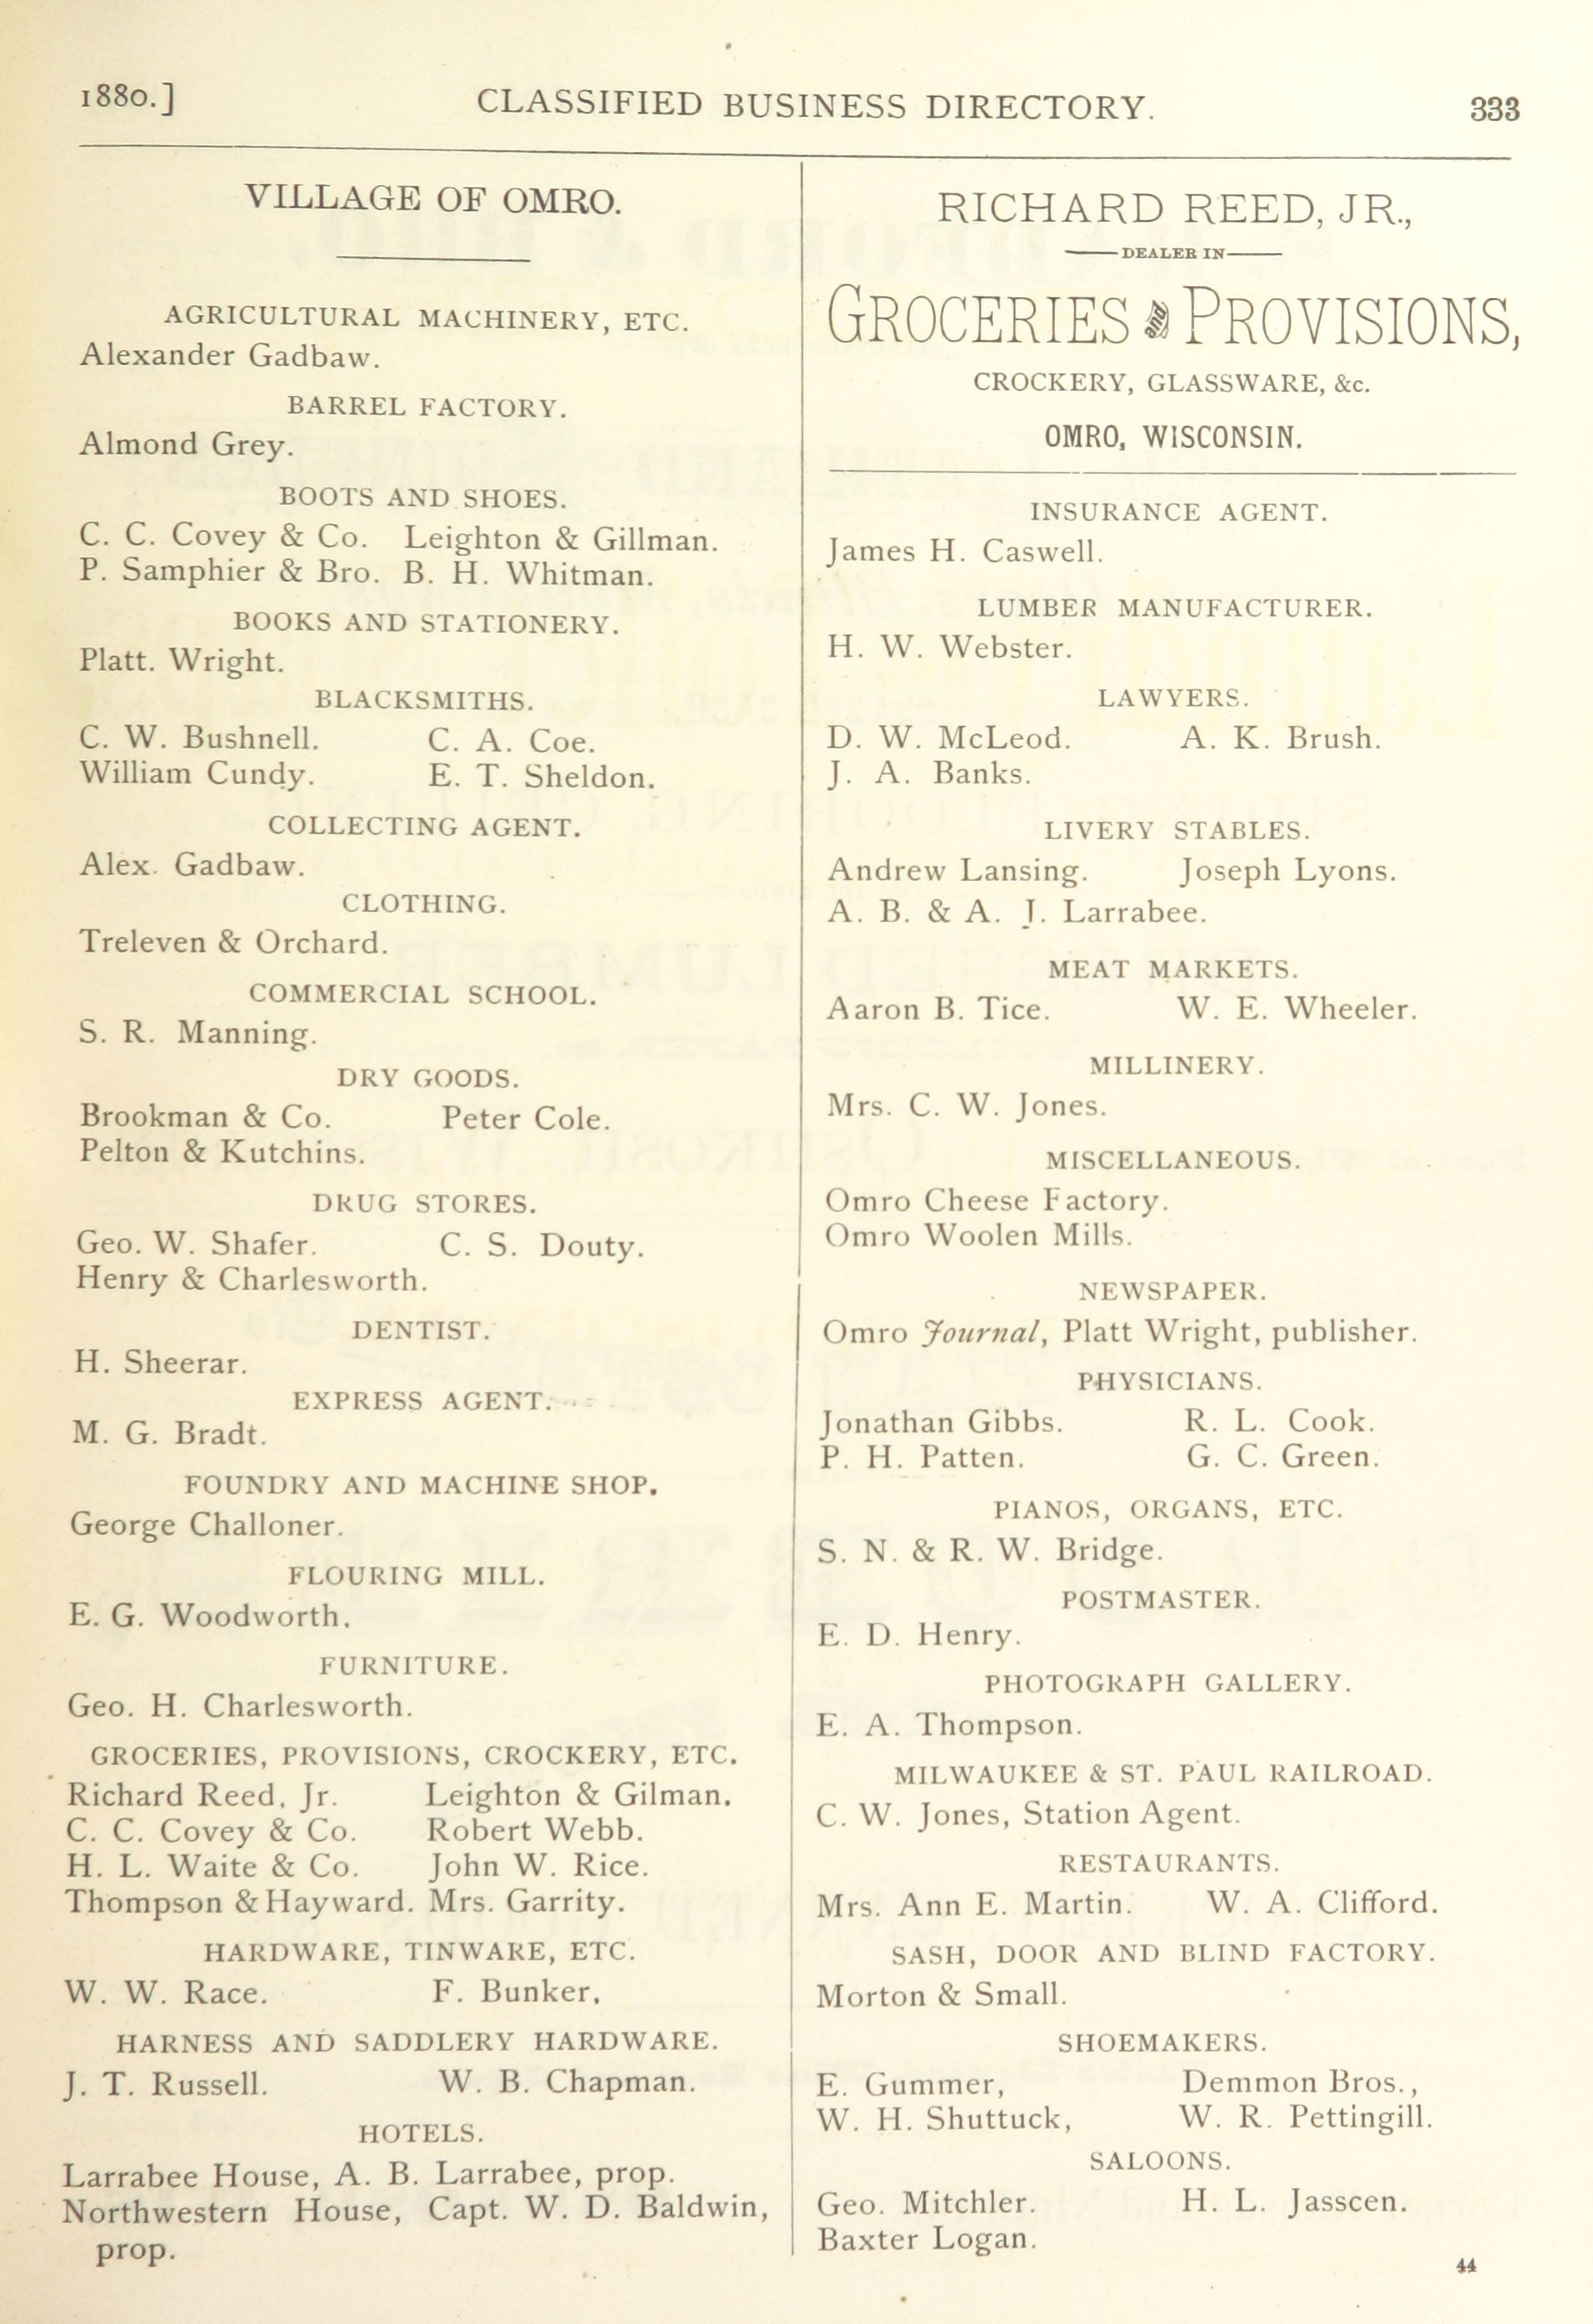 1880.] CLASSIFIED BUSINESS DIRECTORY. 333
VILLAGE OF OMRO.
AGRICULTURAL MACHINERY, ETC.
Alexander Gadbaw.
BARREL FACTORY.
Almond Grey.
BOOTS AND SHOES.
C. C. Covey & Co. Leighton & Gillman.
P. Samphier & Bro. B. H. Whitman.
BOOKS AND STATIONERY.
Platt. Wright.
BLACKSMITHS.
C. W. Bushnell. C. A. Coe.
William Cundy. E. T. Sheldon.
COLLECTING AGENT.
Alex. Gadbaw.
CLOTHING.
Treleven & Orchard.
COMMERCIAL SCHOOL.
S. R. Manning.
DRY GOODS.
Brookman & Co. Peter Cole.
Pelton & Kutchins.
DRUG STORES.
Geo. W. Shafer. C. S. Douty.
Henry & Charlesworth.
DENTIST.
H. Sheerar.
EXPRESS AGENT.
M. G. Bradt.
FOUNDRY AND MACHINE SHOP.
George Challoner.
FLOURING MILL.
E. G. Woodworth.
FURNITURE.
Geo. H. Charlesworth.
GROCERIES, PROVISIONS, CROCKERY, ETC.
Richard Reed, Jr. Leighton & Gilman.
C. C. Covey & Co. Robert Webb.
H. L. Waite & Co. John W. Rice.
Thompson & Hayward. Mrs. Garrity.
HARDWARE, TINWARE, ETC.
W. W. Race. F. Bunker,
HARNESS AND SADDLERY HARDWARE.
J. T. Russell. W. B. Chapman.
HOTELS.
Larrabee House, A. B. Larrabee, prop.
Northwestern House, Capt. W. D. Baldwin,
prop.
RICHARD REED, JR.,
DEALER IN
GROCERIES and PROVISIONS,
CROCKERY, GLASSWARE, &c.
OMRO, WISCONSIN.
INSURANCE AGENT.
James H. Caswell.
LUMBER MANUFACTURER.
H. W. Webster.
LAWYERS.
D. W. McLeod. A. K. Brush.
J. A. Banks.
LIVERY STABLES.
Andrew Lansing. Joseph Lyons.
A. B. & A. J. Larrabee.
MEAT MARKETS.
Aaron B. Tice. W. E. Wheeler.
MILLINERY.
Mrs. C. W. Jones.
MISCELLANEOUS.
Omro Cheese Factory.
Omro Woolen Mills.
NEWSPAPER.
Omro Journal, Platt Wright, publisher.
PHYSICIANS.
Jonathan Gibbs. R. L. Cook.
P. H. Patten. G. C. Green.
PIANOS, ORGANS, ETC.
S. N. & R. W. Bridge.
POSTMASTER.
E. D. Henry.
PHOTOGRAPH GALLERY.
E. A. Thompson.
MILWAUKEE & ST. PAUL RAILROAD.
C. W. Jones, Station Agent.
RESTAURANTS.
Mrs. Ann E. Martin. W. A. Clifford.
SASH, DOOR AND BLIND FACTORY.
Morton & Small.
SHOEMAKERS.
E. Gummer, Demmon Bros.,
W. H. Shuttuck, W. R. Pettingill.
SALOONS.
Geo. Mitchler. H. L. Jasscen.
Baxter Logan.
44